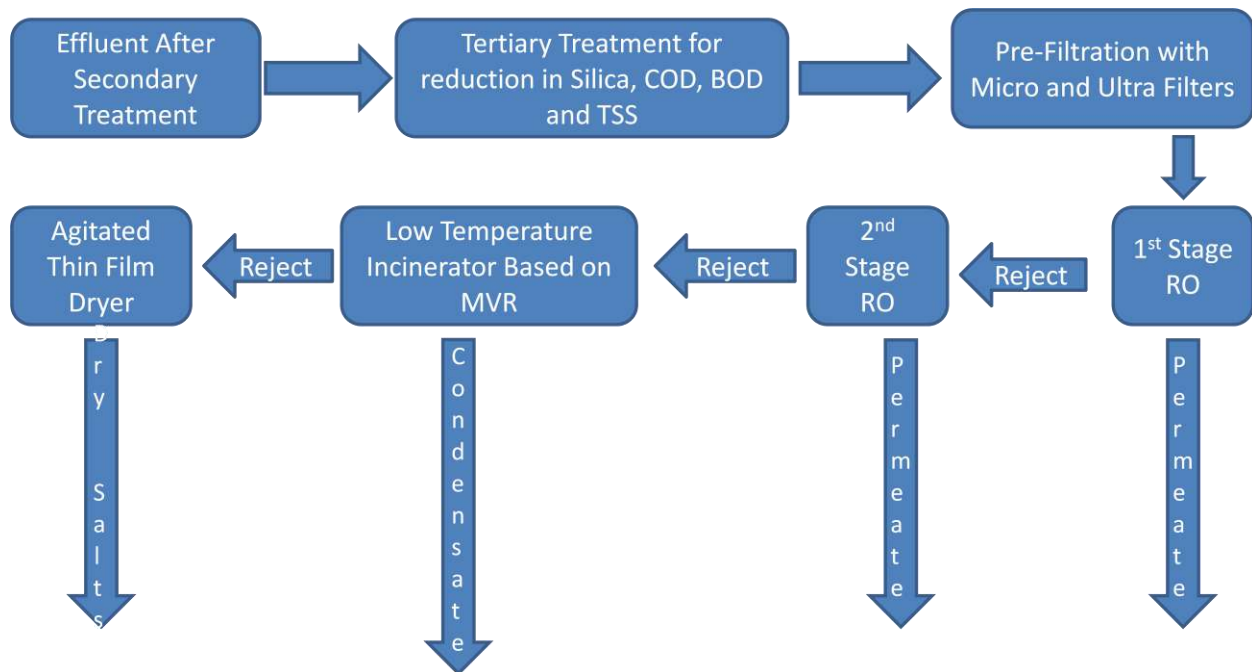 Effluent After
Secondary
Treatment
Tertiary Treatment for
reduction in Silica, COD, BOD
and TSS
Pre-Filtration with
Micro and Ultra Filters
1st Stage
RO
Reject
2nd
Stage
RO
Reject
Low Temperature
Incinerator Based on
MVR
Reject
Agitated
Thin Film
Dryer
Dry Salts
Condensate
Permeate
Permeate